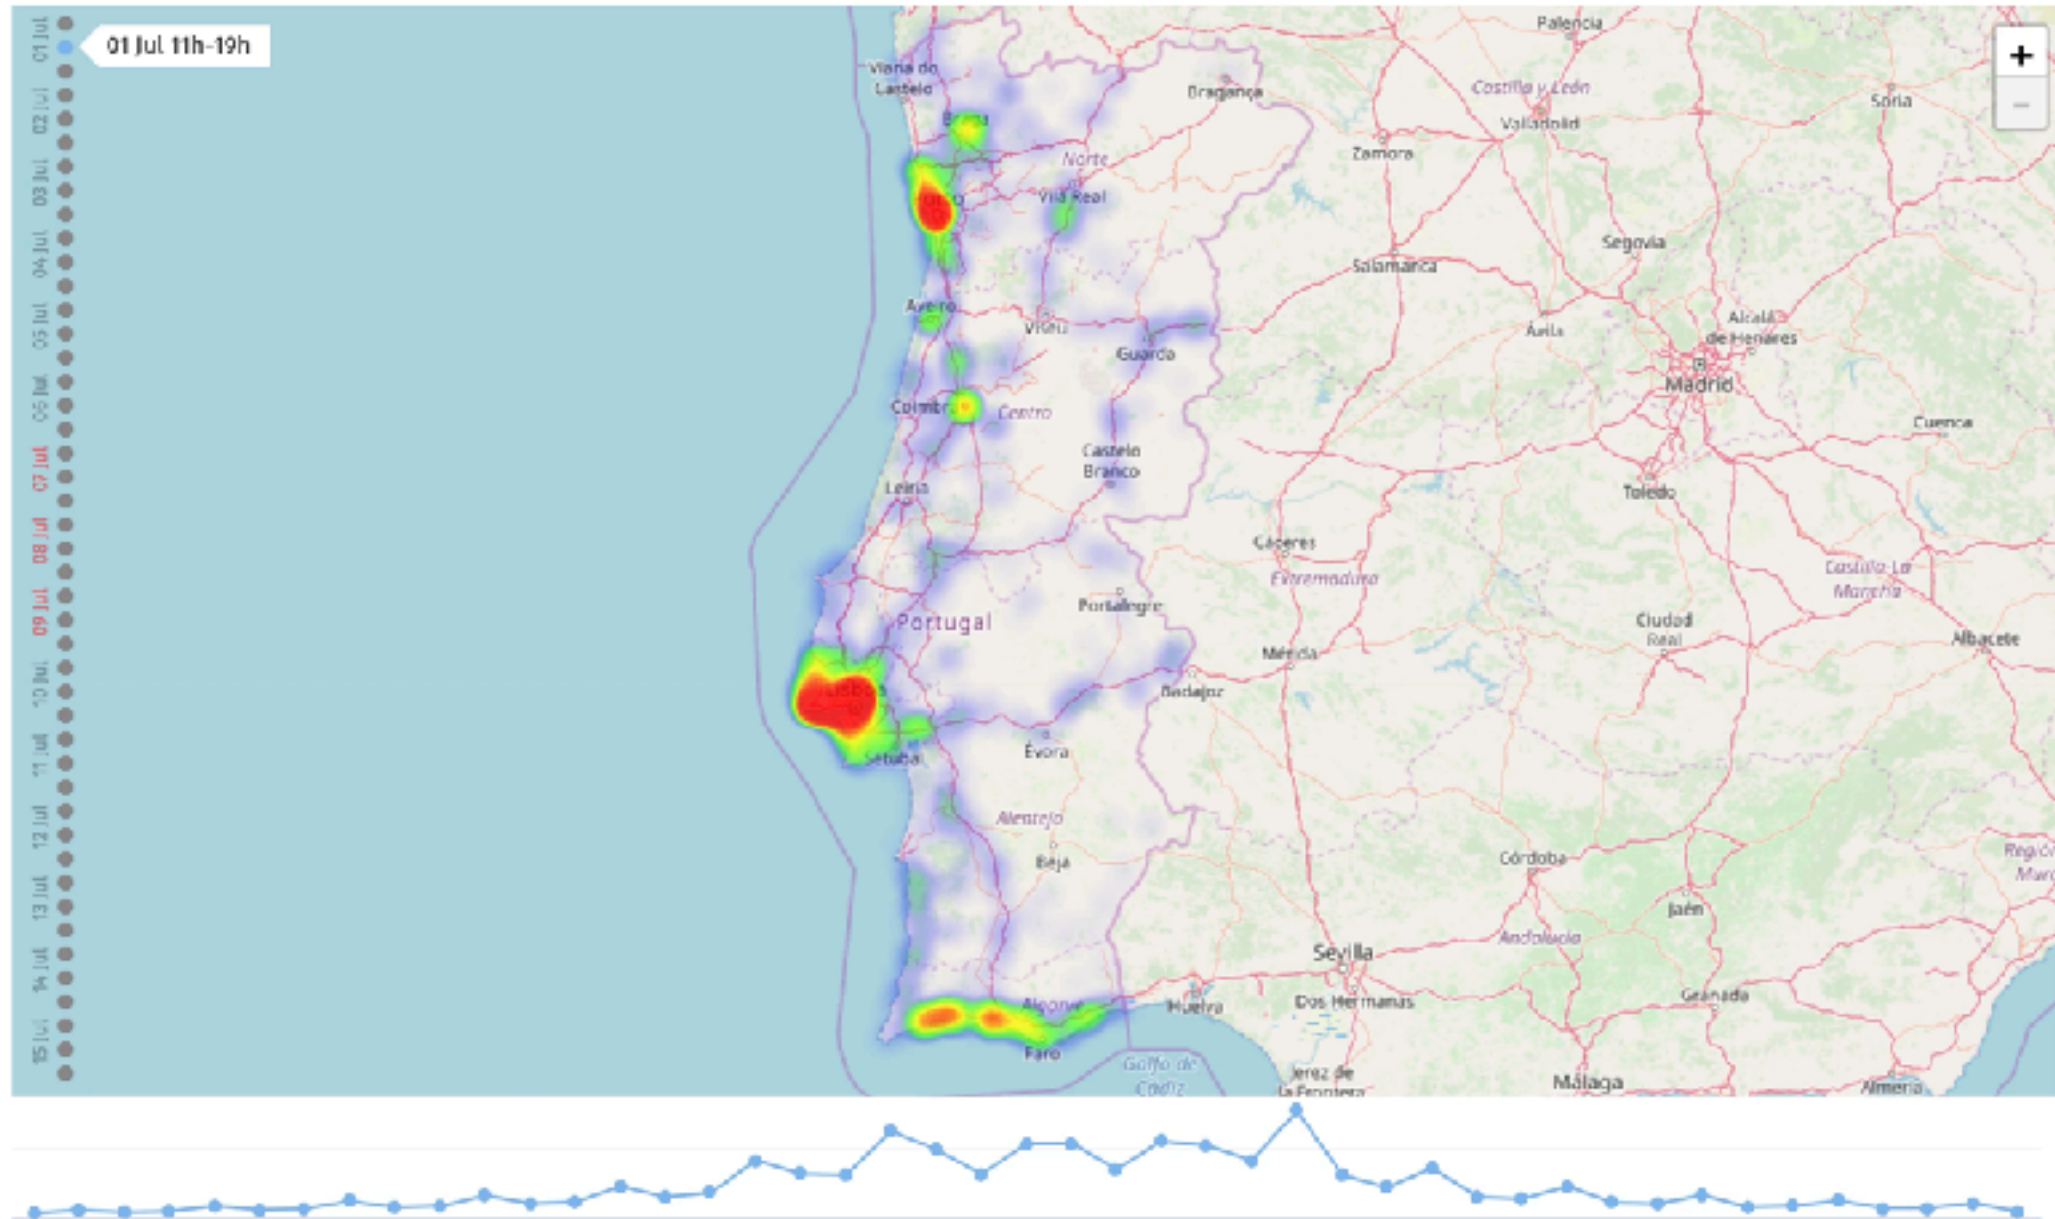 01 Jul 11h-19h
+
−
01 Jul
02 Jul
03 Jul
04 Jul
05 Jul
06 Jul
07 Jul
08 Jul
09 Jul
10 Jul
11 Jul
12 Jul
13 Jul
14 Jul
15 Jul
Palencia
Viana do
Castelo
Bragança
Castilla y León
Soria
Valladolid
Zamora
Norte
Vila Real
Segovia
Salamanca
Aveiro
Viseu
Ávila
Alcalá
de Henares
Guarda
Madrid
Coimbra
Centro
Cuenca
Castelo
Branco
Leiria
Toledo
Cáceres
Extremadura
Castilla-La
Mancha
Portalegre
Portugal
Ciudad
Real
Albacete
Mérida
Lisboa
Badajoz
Setúbal
Évora
Alentejo
Beja
Córdoba
Jaén
Andalucía
Sevilla
Algarve
Huelva
Dos Hermanas
Granada
Faro
Golfo de
Cádiz
Jerez de
la Frontera
Málaga
Almería